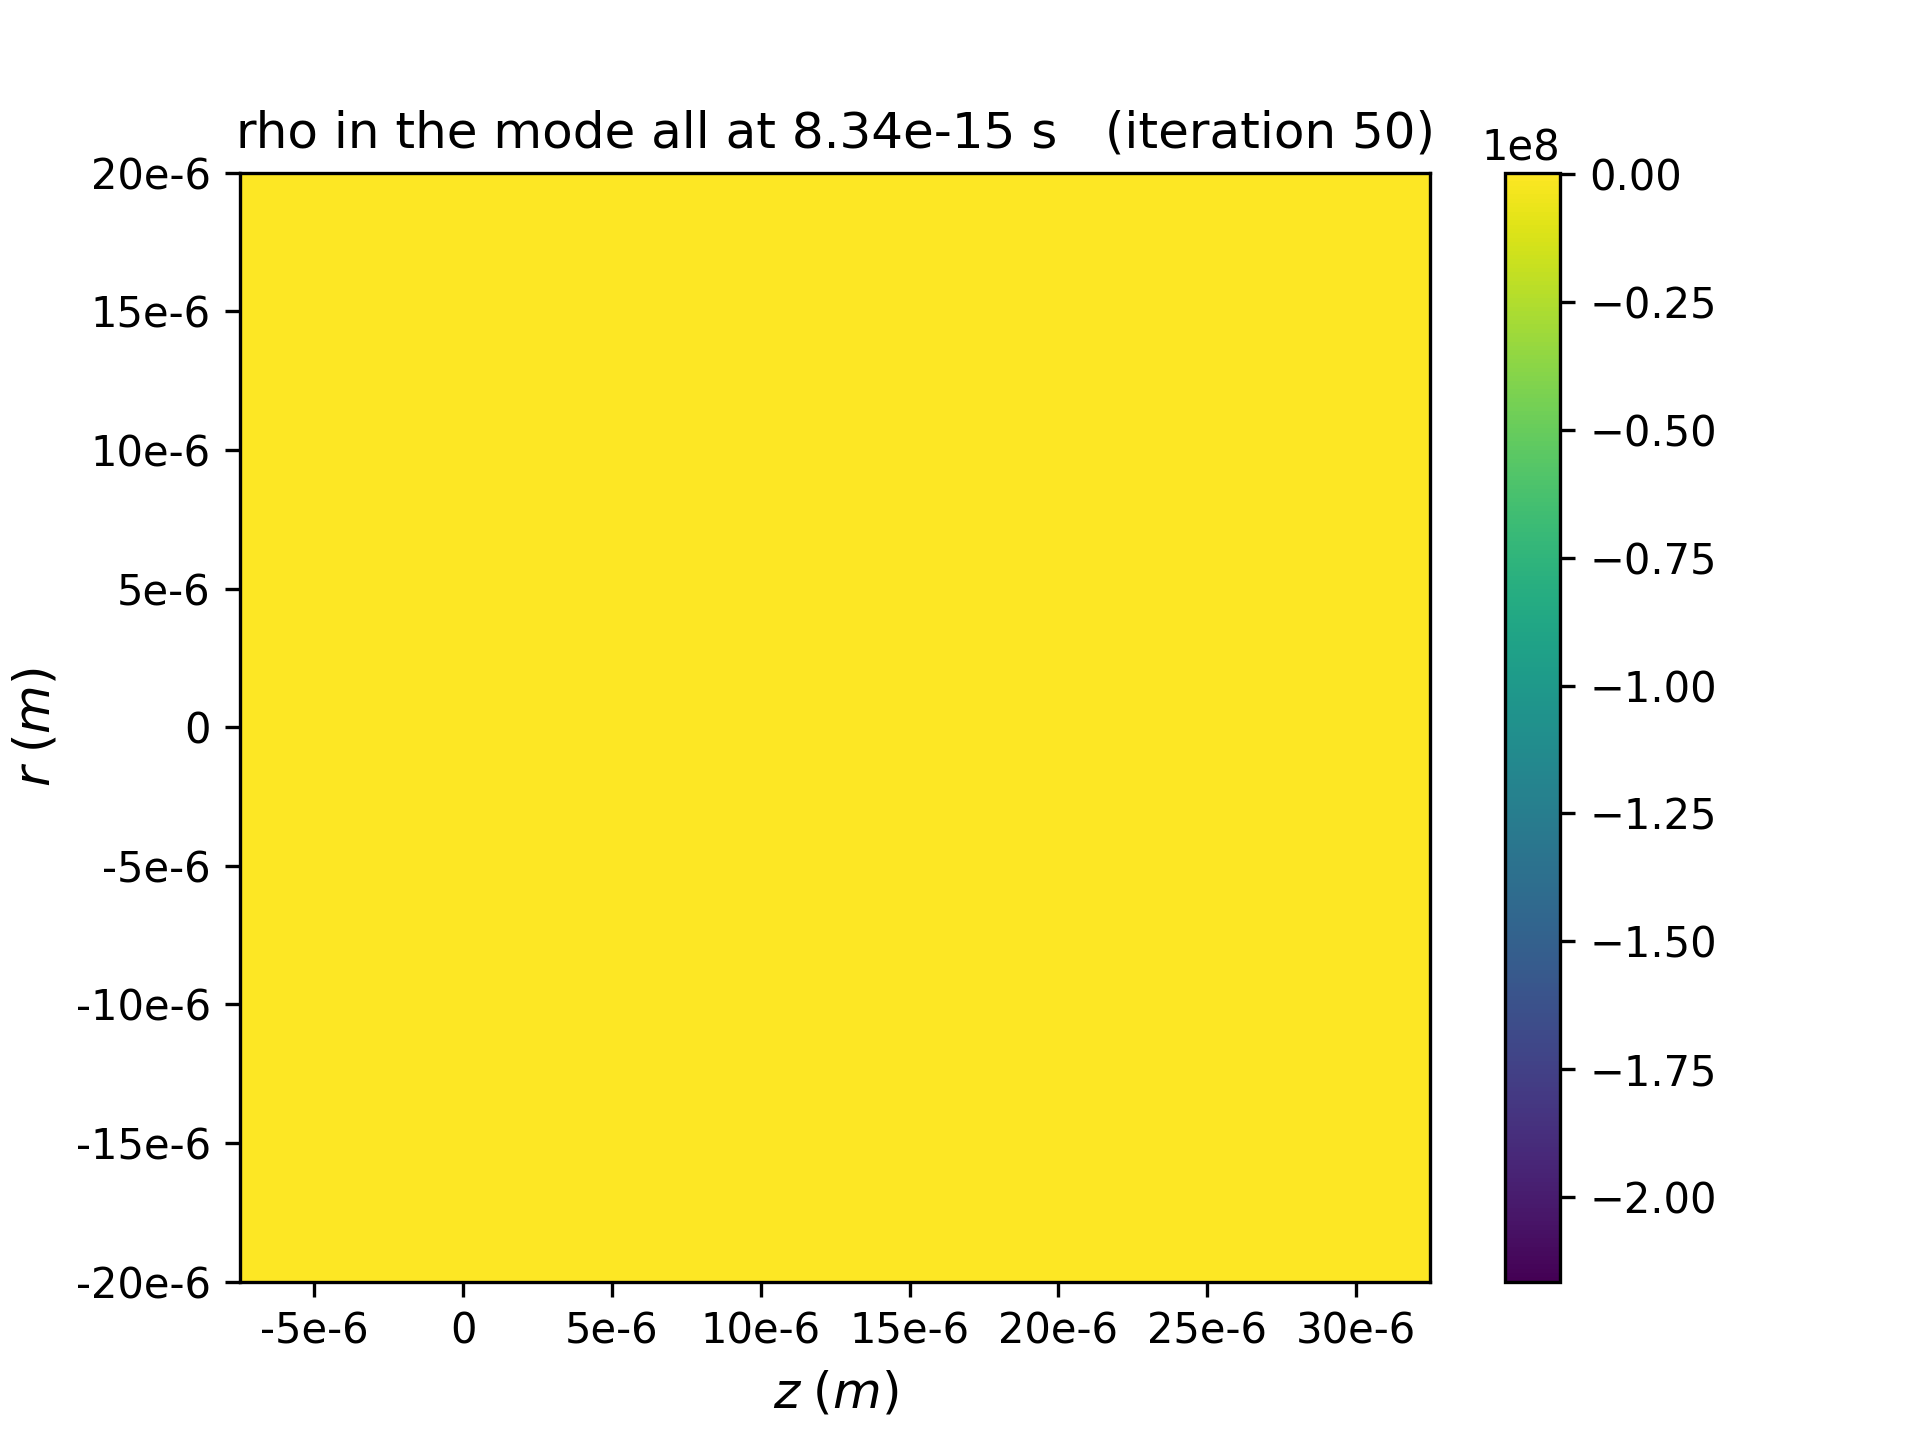 rho in the mode all at 8.34e-15 s (iteration 50)
1e8
20e-6
15e-6
10e-6
5e-6
0
-5e-6
-10e-6
-15e-6
-20e-6
r (m)
-5e-6 0 5e-6 10e-6 15e-6 20e-6 25e-6 30e-6
z (m)
0.00
−0.25
−0.50
−0.75
−1.00
−1.25
−1.50
−1.75
−2.00